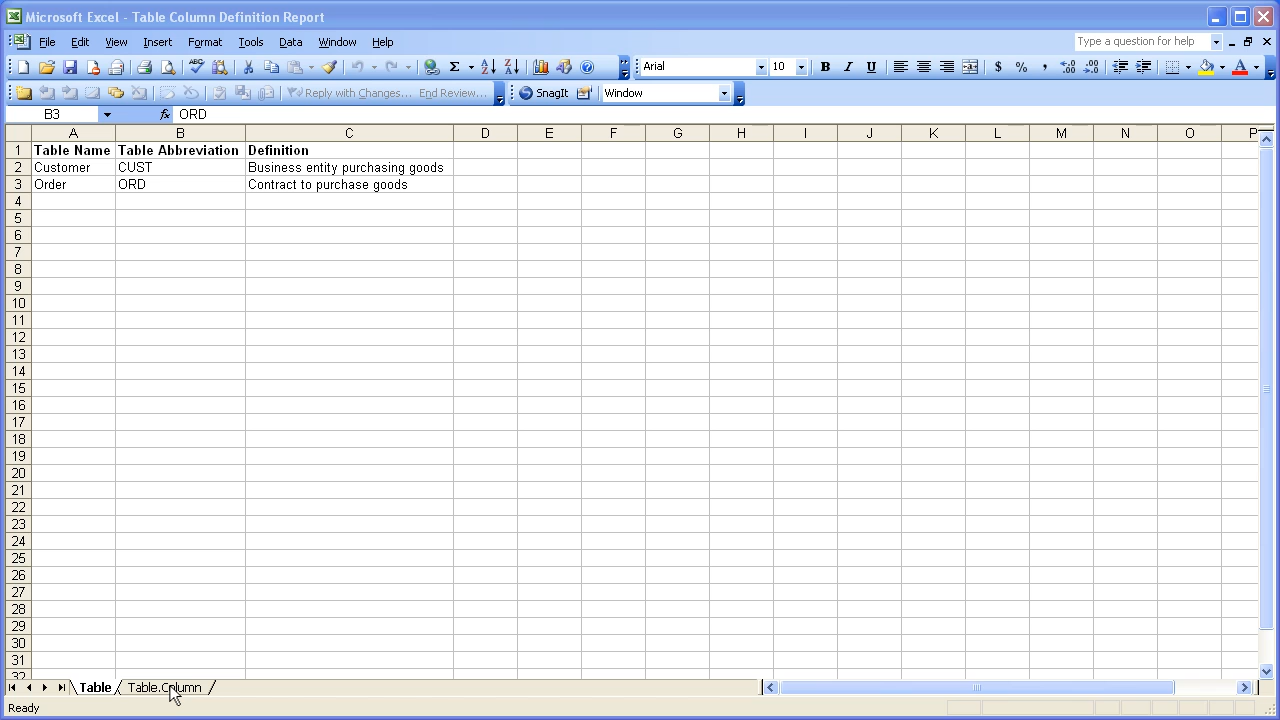 Microsoft Excel - Table Column Definition Report
File Edit View Insert Format Tools Data Window Help Type a question for help
Arial 10 B I U $ % ,
Reply with Changes... End Review... SnagIt Window
B3 fx ORD
A B C D E F G H I J K L M N O P
1 Table Name Table Abbreviation Definition
2 Customer CUST Business entity purchasing goods
3 Order ORD Contract to purchase goods
4
5
6
7
8
9
10
11
12
13
14
15
16
17
18
19
20
21
22
23
24
25
26
27
28
29
30
31
32
Table Table.Column
Ready